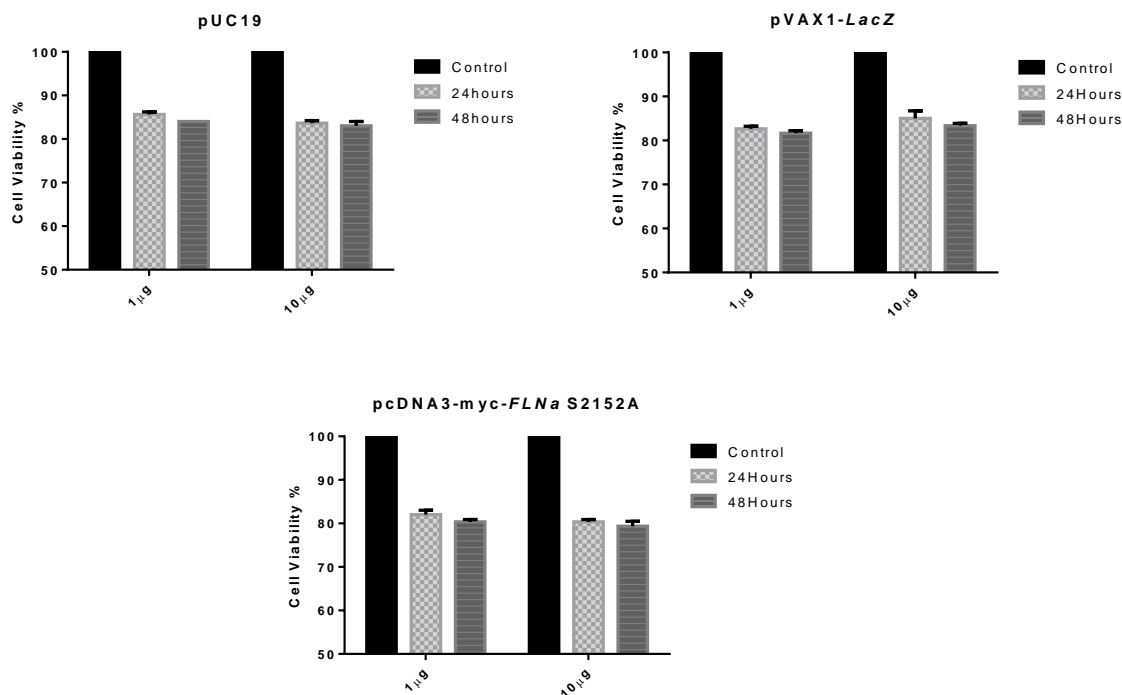 pUC19
Cell Viability %
100
90
80
70
60
50
1µg
10µg
Control
24hours
48hours
pVAX1-LacZ
Cell Viability %
100
90
80
70
60
50
1µg
10µg
Control
24Hours
48Hours
pcDNA3-myc-FLNa S2152A
Cell Viability %
100
90
80
70
60
50
1µg
10µg
Control
24Hours
48Hours